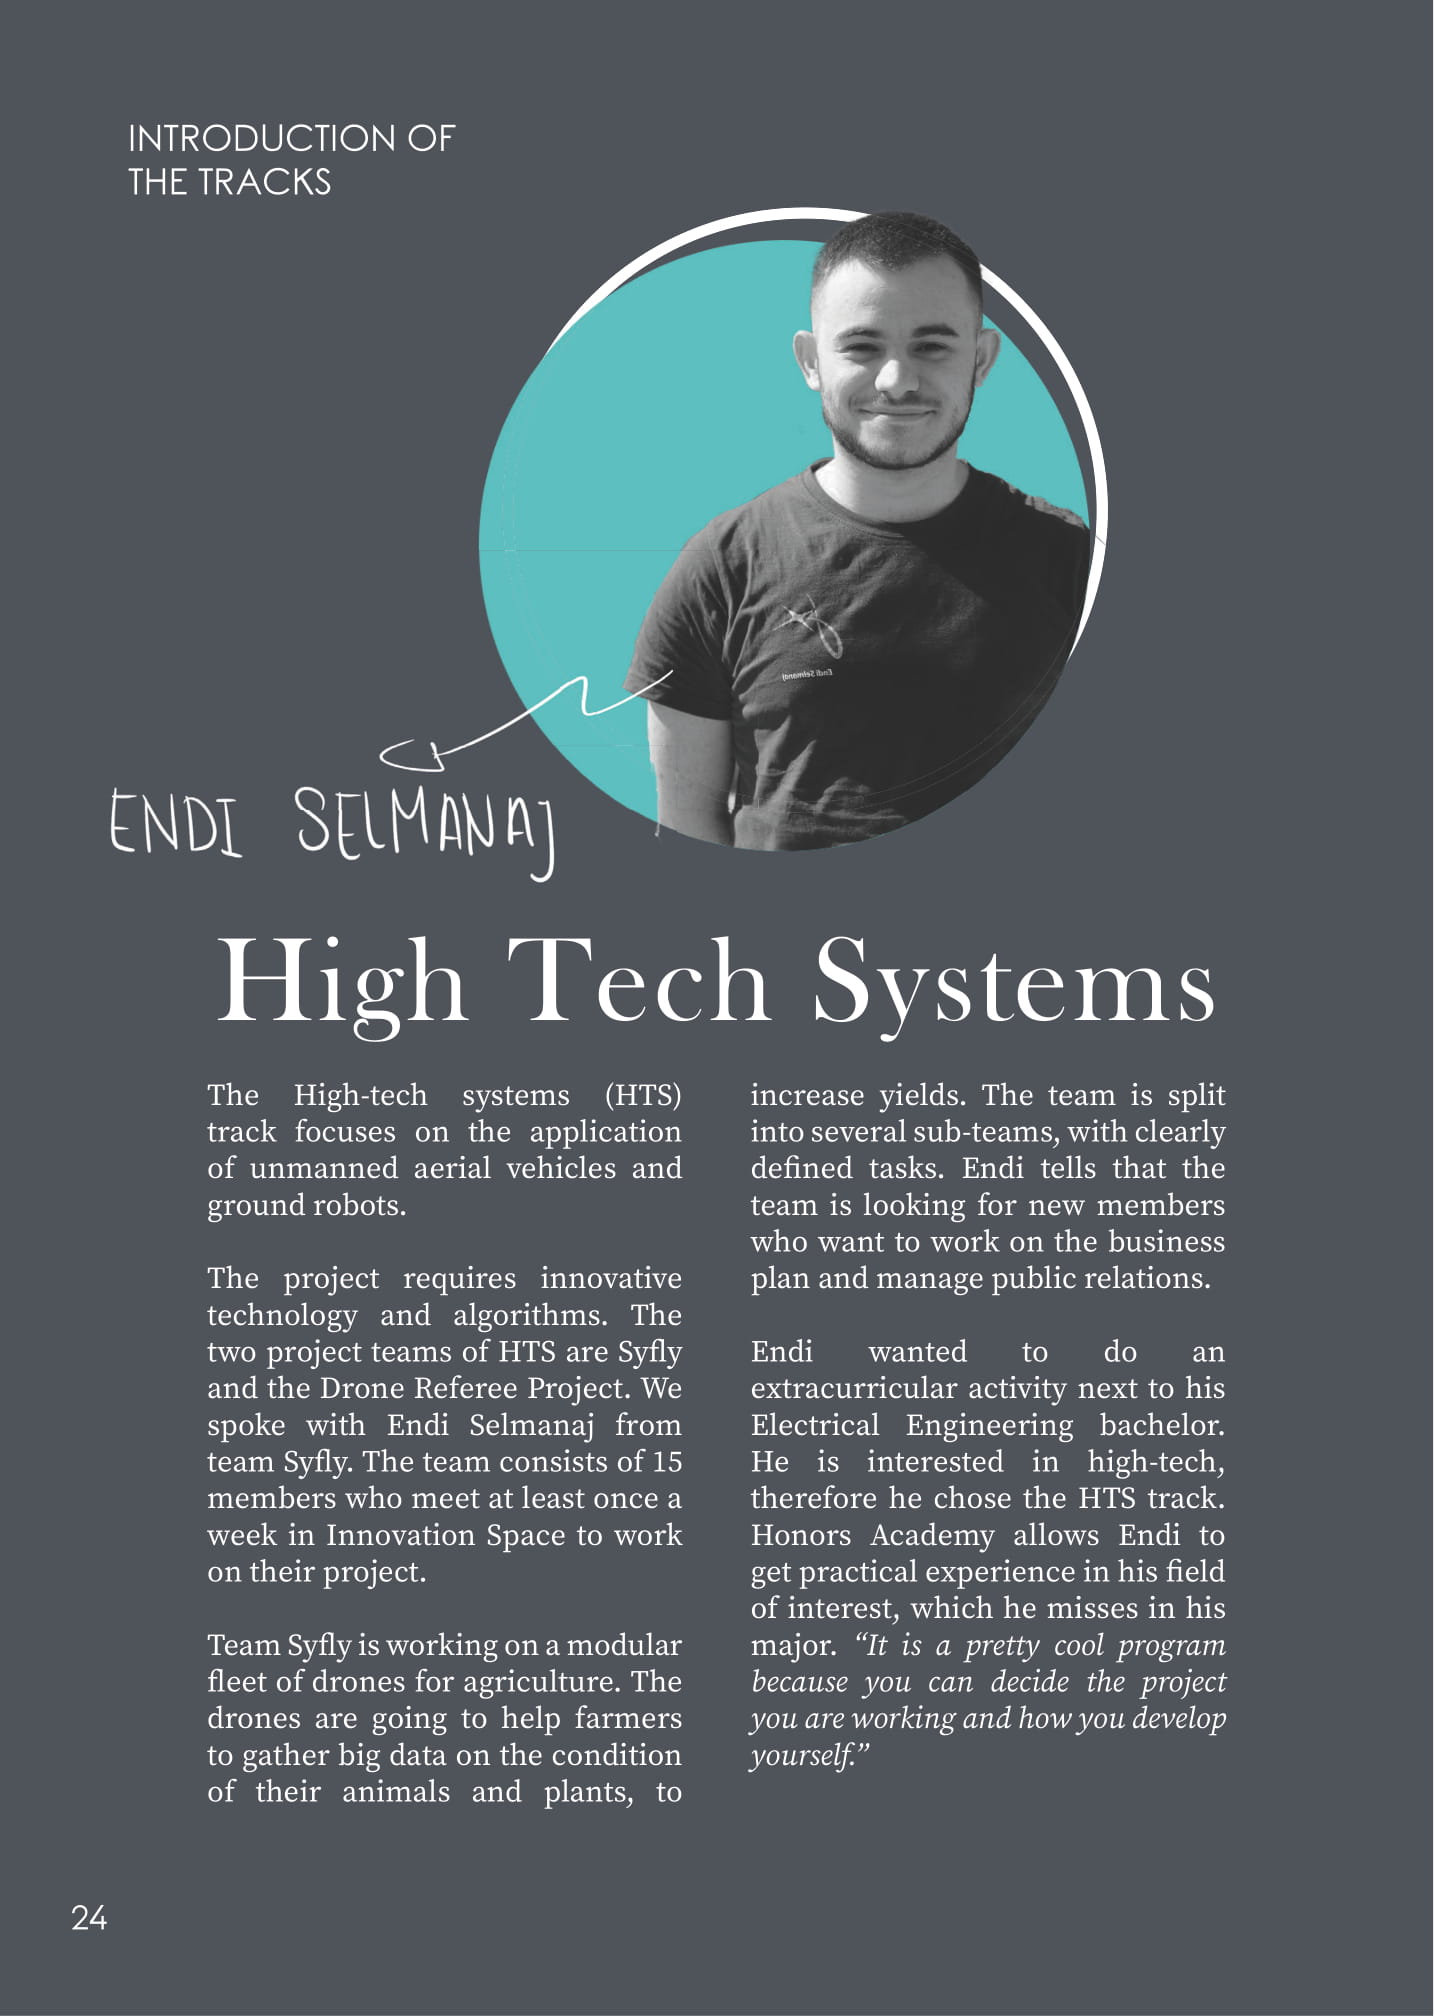 INTRODUCTION OF
THE TRACKS
Endi Selmanaj
ENDI SELMANAJ
High Tech Systems
The High-tech systems (HTS)
track focuses on the application
of unmanned aerial vehicles and
ground robots.
The project requires innovative
technology and algorithms. The
two project teams of HTS are Syfly
and the Drone Referee Project. We
spoke with Endi Selmanaj from
team Syfly. The team consists of 15
members who meet at least once a
week in Innovation Space to work
on their project.
Team Syfly is working on a modular
fleet of drones for agriculture. The
drones are going to help farmers
to gather big data on the condition
of their animals and plants, to
increase yields. The team is split
into several sub-teams, with clearly
defined tasks. Endi tells that the
team is looking for new members
who want to work on the business
plan and manage public relations.
Endi wanted to do an
extracurricular activity next to his
Electrical Engineering bachelor.
He is interested in high-tech,
therefore he chose the HTS track.
Honors Academy allows Endi to
get practical experience in his field
of interest, which he misses in his
major. “It is a pretty cool program
because you can decide the project
you are working and how you develop
yourself.”
24